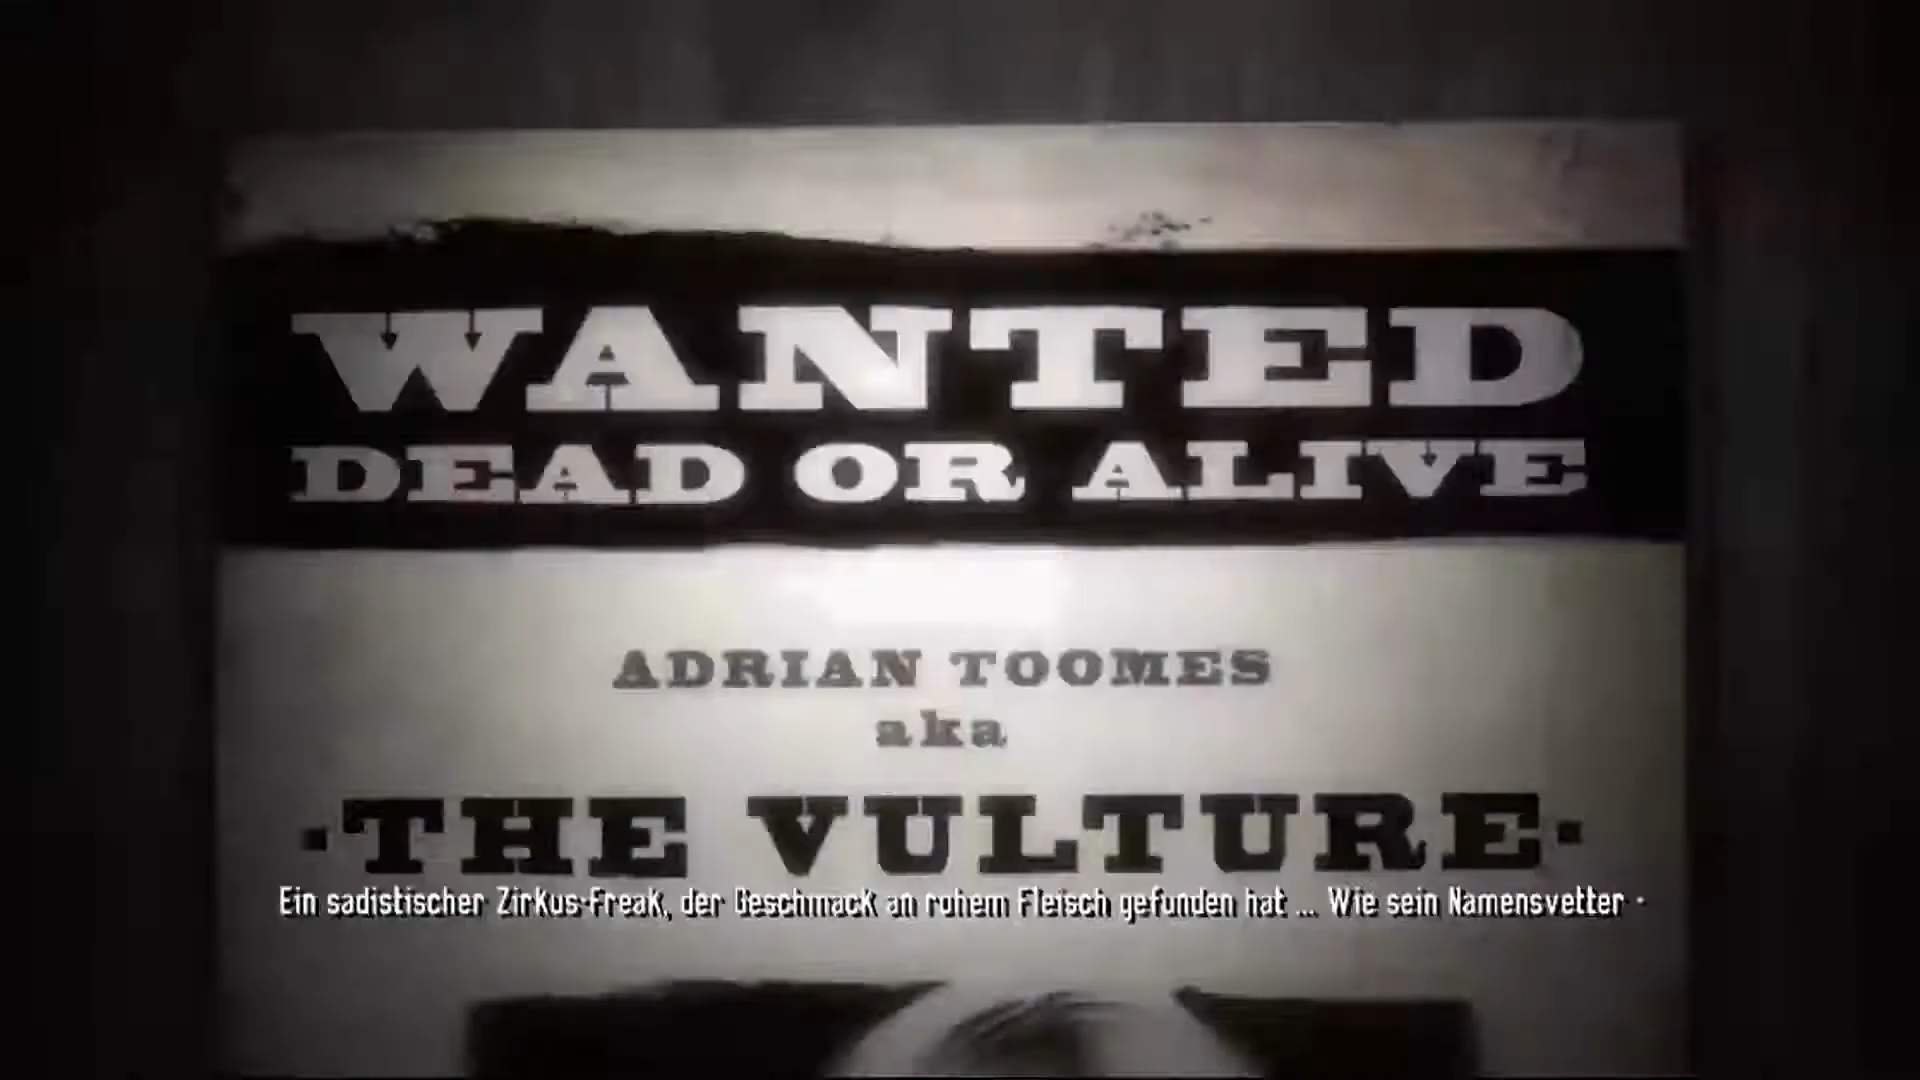 WANTED
DEAD OR ALIVE
ADRIAN TOOMES
aka
·THE VULTURE·
Ein sadistischer Zirkus-Freak, der Geschmack an rohem Fleisch gefunden hat ... Wie sein Namensvetter -